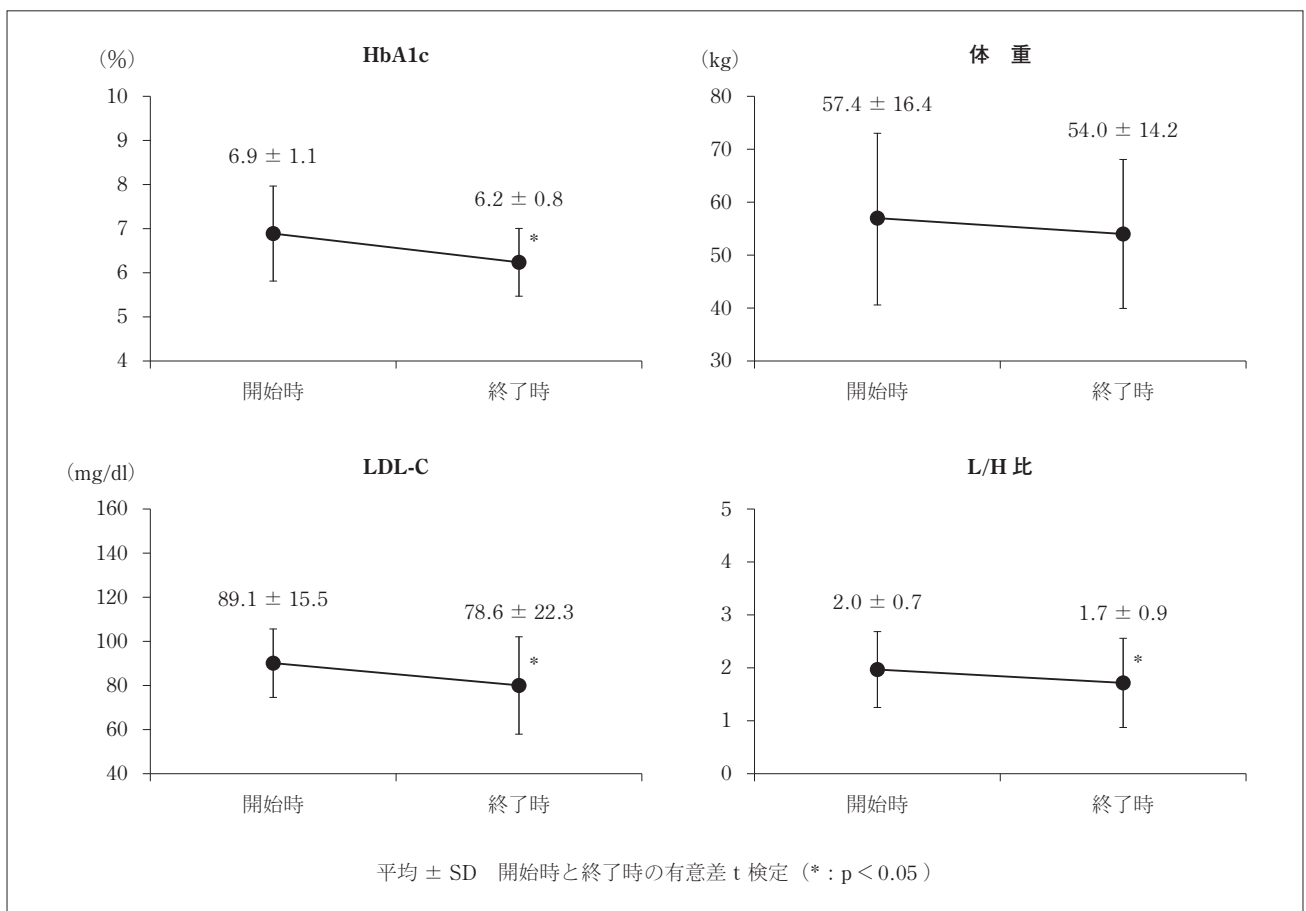 HbA1c
(%)
10
9
8
7
6
5
4
6.9 ± 1.1
6.2 ± 0.8
*
開始時
終了時
体 重
(kg)
80
70
60
50
40
30
57.4 ± 16.4
54.0 ± 14.2
開始時
終了時
LDL-C
(mg/dl)
160
140
120
100
80
60
40
89.1 ± 15.5
78.6 ± 22.3
*
開始時
終了時
L/H 比
5
4
3
2
1
0
2.0 ± 0.7
1.7 ± 0.9
*
開始時
終了時
平均 ± SD 開始時と終了時の有意差 t 検定（*：p＜0.05）